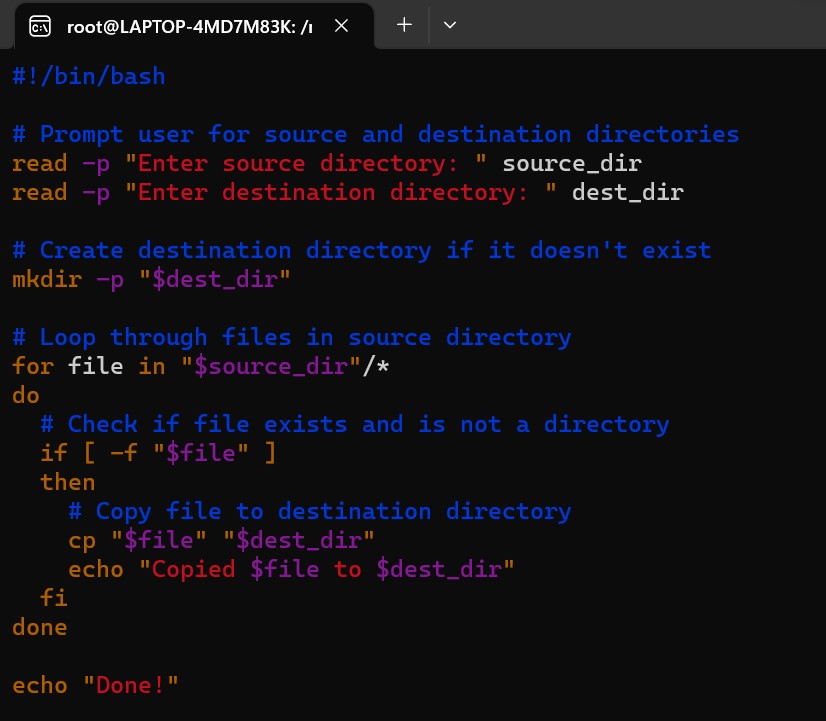 root@LAPTOP-4MD7M83K: /r
#!/bin/bash
# Prompt user for source and destination directories
read -p "Enter source directory: " source_dir
read -p "Enter destination directory: " dest_dir
# Create destination directory if it doesn't exist
mkdir -p "$dest_dir"
# Loop through files in source directory
for file in "$source_dir"/*
do
  # Check if file exists and is not a directory
  if [ -f "$file" ]
  then
    # Copy file to destination directory
    cp "$file" "$dest_dir"
    echo "Copied $file to $dest_dir"
  fi
done
echo "Done!"